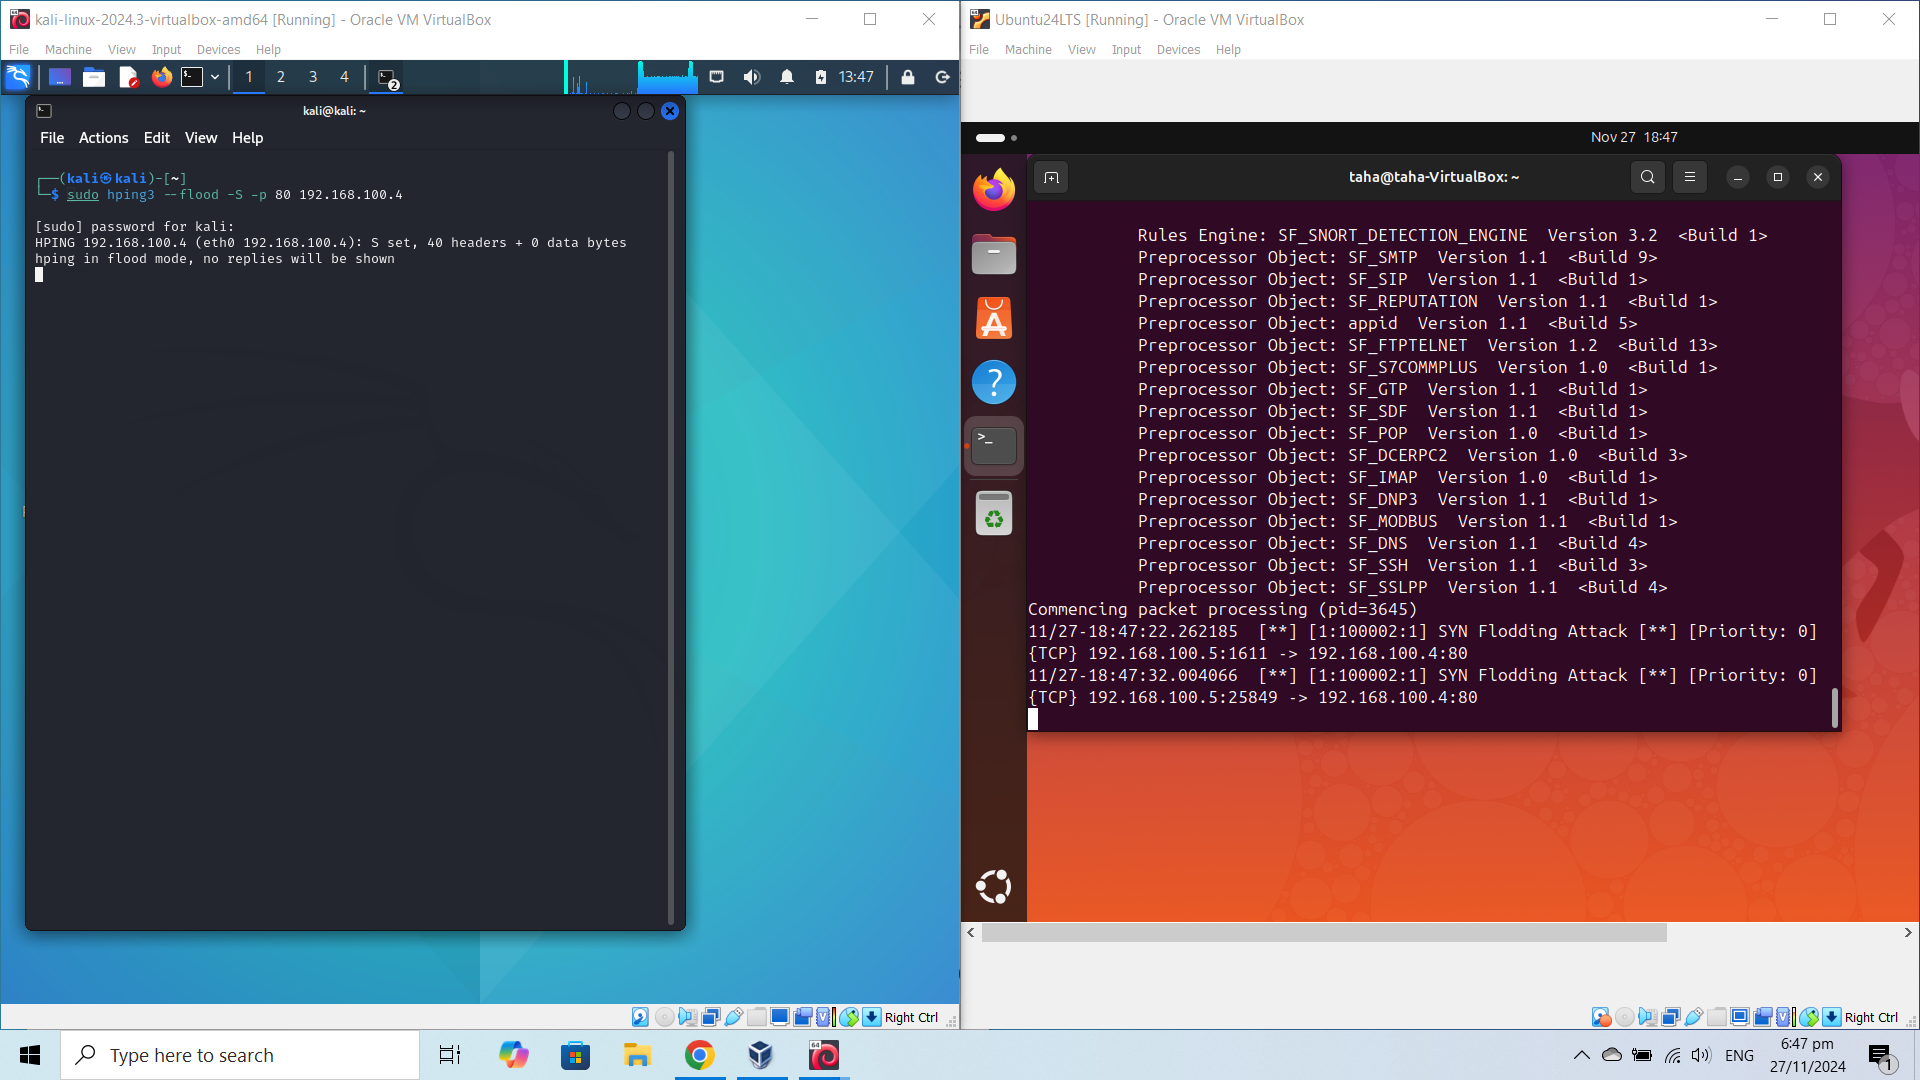 kali-linux-2024.3-virtualbox-amd64 [Running] - Oracle VM VirtualBox
File Machine View Input Devices Help
1 2 3 4 2 13:47
kali@kali: ~
File Actions Edit View Help
┌──(kali㉿kali)-[~]
└─$ sudo hping3 --flood -S -p 80 192.168.100.4
[sudo] password for kali:
HPING 192.168.100.4 (eth0 192.168.100.4): S set, 40 headers + 0 data bytes
hping in flood mode, no replies will be shown
Right Ctrl
Ubuntu24LTS [Running] - Oracle VM VirtualBox
File Machine View Input Devices Help
Nov 27 18:47
taha@taha-VirtualBox: ~
Rules Engine: SF_SNORT_DETECTION_ENGINE Version 3.2 <Build 1>
Preprocessor Object: SF_SMTP Version 1.1 <Build 9>
Preprocessor Object: SF_SIP Version 1.1 <Build 1>
Preprocessor Object: SF_REPUTATION Version 1.1 <Build 1>
Preprocessor Object: appid Version 1.1 <Build 5>
Preprocessor Object: SF_FTPTELNET Version 1.2 <Build 13>
Preprocessor Object: SF_S7COMMPLUS Version 1.0 <Build 1>
Preprocessor Object: SF_GTP Version 1.1 <Build 1>
Preprocessor Object: SF_SDF Version 1.1 <Build 1>
Preprocessor Object: SF_POP Version 1.0 <Build 1>
Preprocessor Object: SF_DCERPC2 Version 1.0 <Build 3>
Preprocessor Object: SF_IMAP Version 1.0 <Build 1>
Preprocessor Object: SF_DNP3 Version 1.1 <Build 1>
Preprocessor Object: SF_MODBUS Version 1.1 <Build 1>
Preprocessor Object: SF_DNS Version 1.1 <Build 4>
Preprocessor Object: SF_SSH Version 1.1 <Build 3>
Preprocessor Object: SF_SSLPP Version 1.1 <Build 4>
Commencing packet processing (pid=3645)
11/27-18:47:22.262185 [**] [1:100002:1] SYN Flodding Attack [**] [Priority: 0]
{TCP} 192.168.100.5:1611 -> 192.168.100.4:80
11/27-18:47:32.004066 [**] [1:100002:1] SYN Flodding Attack [**] [Priority: 0]
{TCP} 192.168.100.5:25849 -> 192.168.100.4:80
Right Ctrl
Type here to search
ENG
6:47 pm
27/11/2024
1